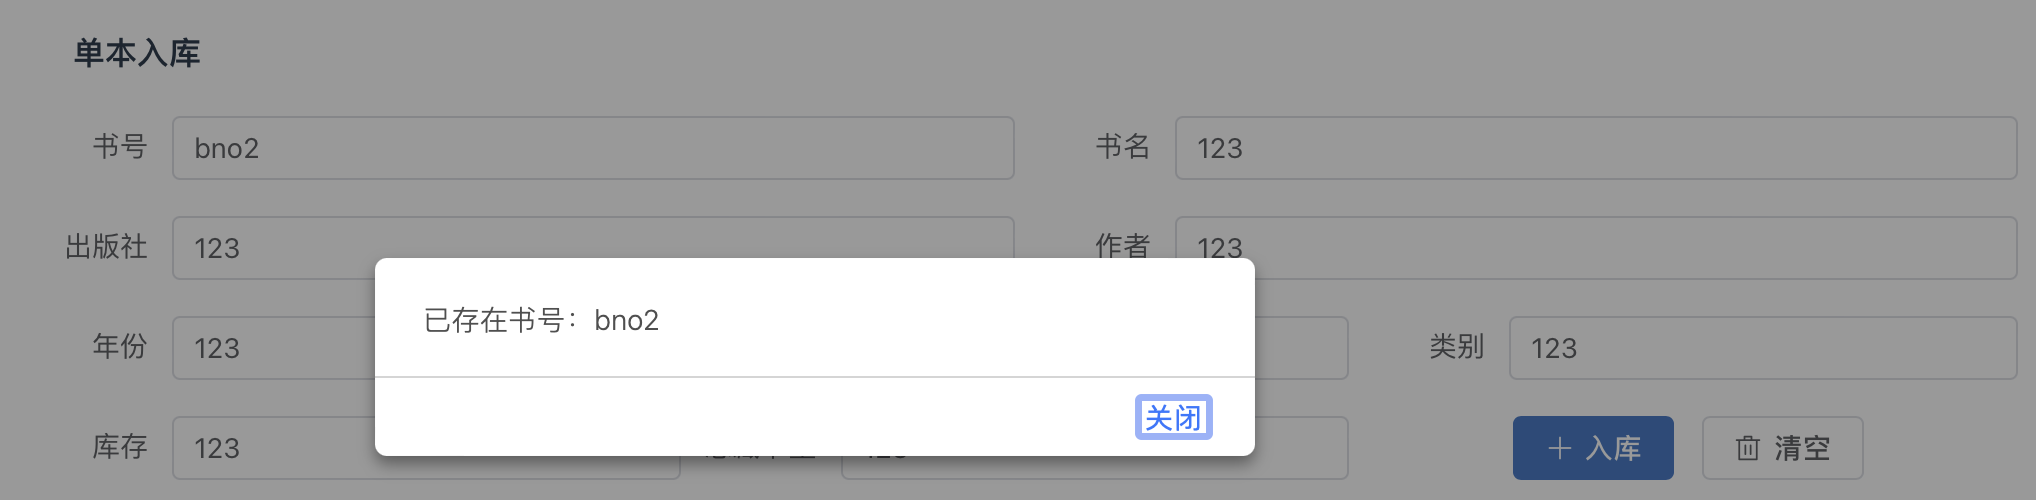 单本入库
书号 bno2 书名 123
出版社 123 作者 123
已存在书号：bno2
年份 123 类别 123
关闭
库存 123 入库 清空